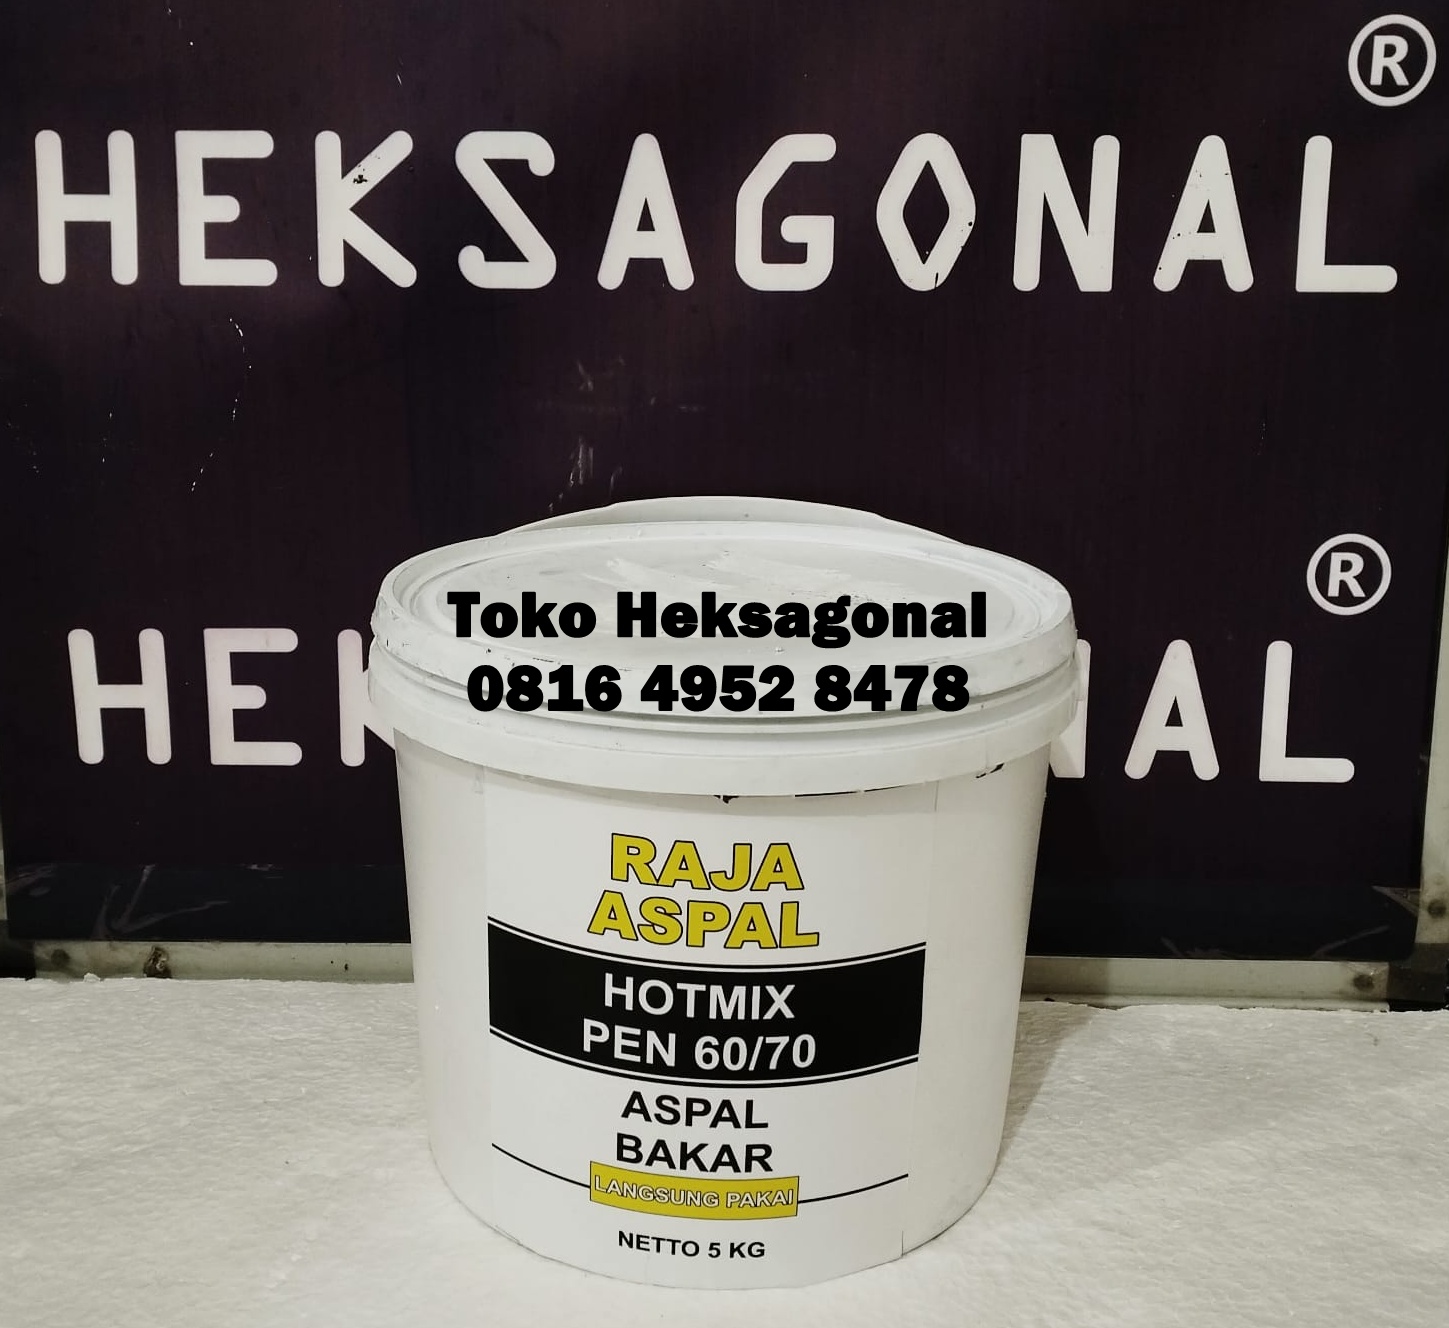 ®
HEKSAGONAL
®
HEK NAL
Toko Heksagonal
0816 4952 8478
RAJA
ASPAL
HOTMIX
PEN 60/70
ASPAL
BAKAR
LANGSUNG PAKAI
NETTO 5 KG